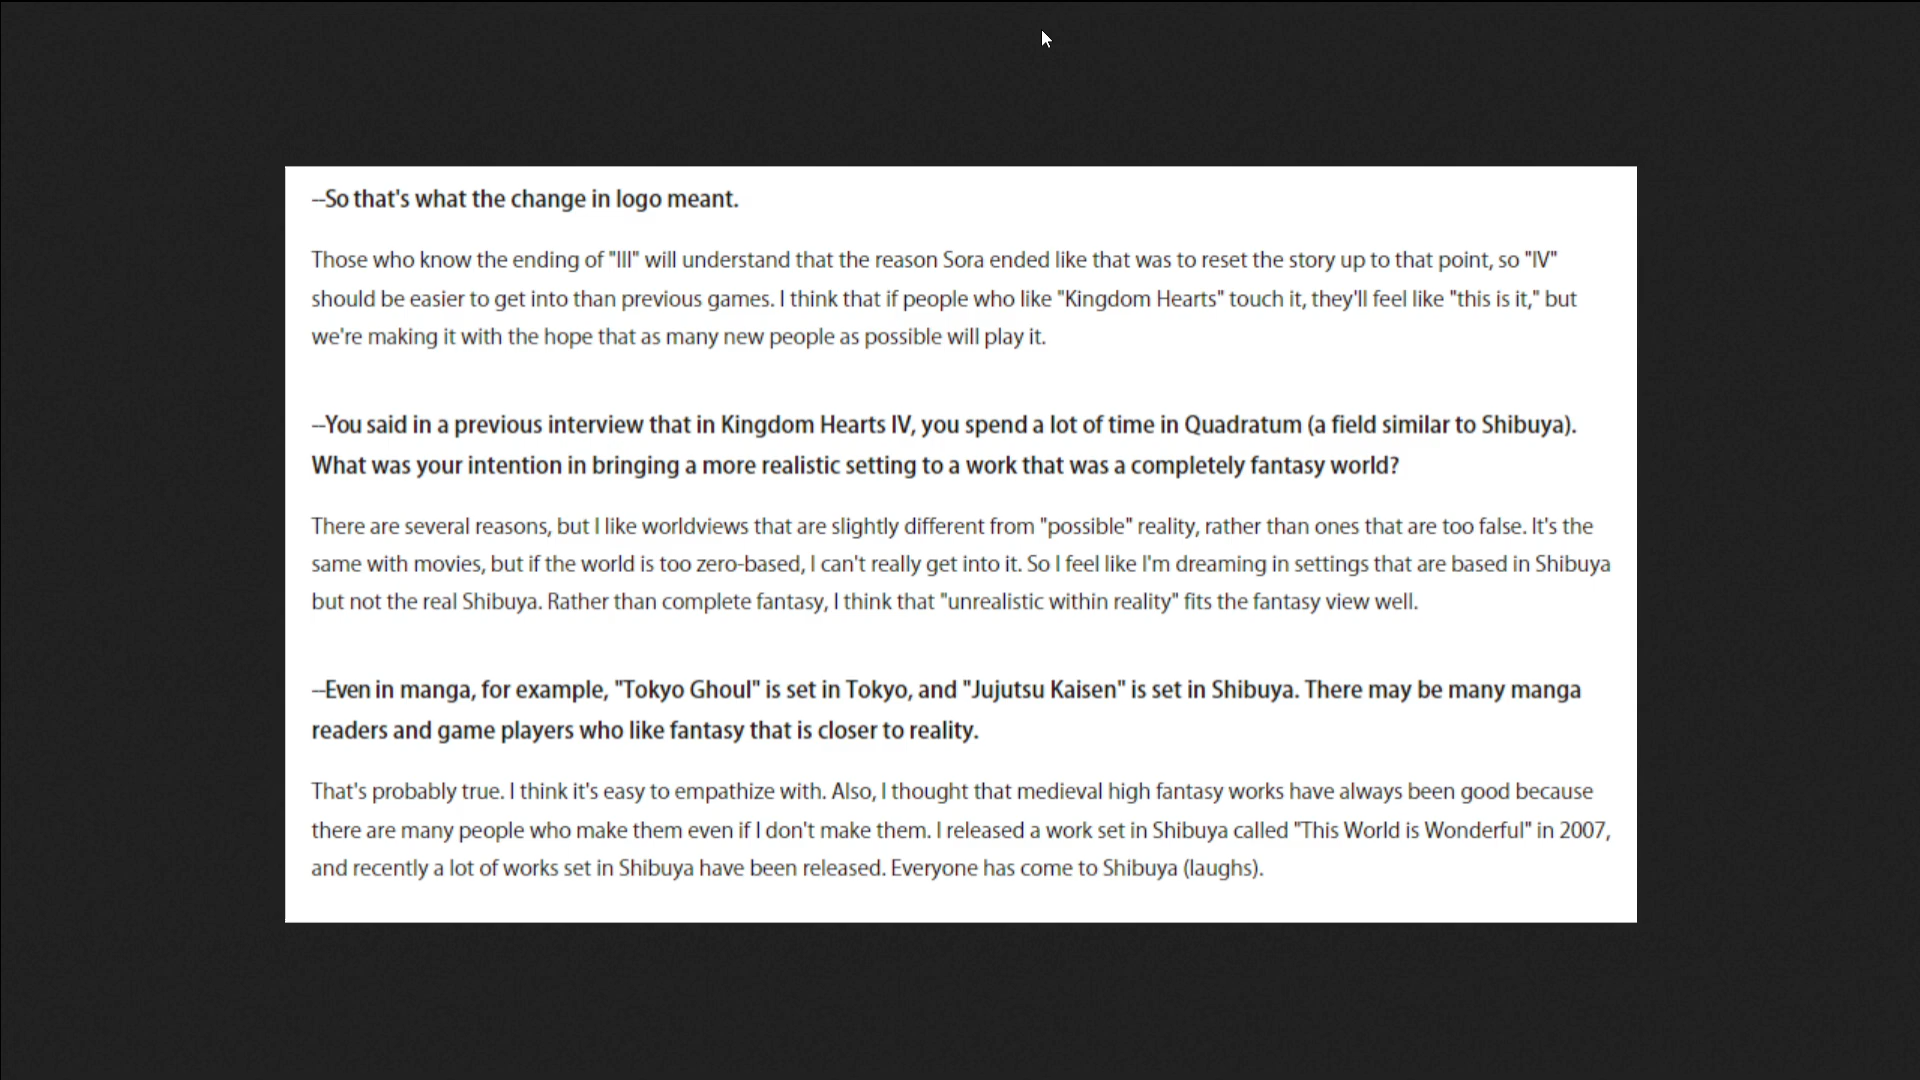 --So that's what the change in logo meant.
Those who know the ending of "III" will understand that the reason Sora ended like that was to reset the story up to that point, so "IV"
should be easier to get into than previous games. I think that if people who like "Kingdom Hearts" touch it, they'll feel like "this is it," but
we're making it with the hope that as many new people as possible will play it.
--You said in a previous interview that in Kingdom Hearts IV, you spend a lot of time in Quadratum (a field similar to Shibuya).
What was your intention in bringing a more realistic setting to a work that was a completely fantasy world?
There are several reasons, but I like worldviews that are slightly different from "possible" reality, rather than ones that are too false. It's the
same with movies, but if the world is too zero-based, I can't really get into it. So I feel like I'm dreaming in settings that are based in Shibuya
but not the real Shibuya. Rather than complete fantasy, I think that "unrealistic within reality" fits the fantasy view well.
--Even in manga, for example, "Tokyo Ghoul" is set in Tokyo, and "Jujutsu Kaisen" is set in Shibuya. There may be many manga
readers and game players who like fantasy that is closer to reality.
That's probably true. I think it's easy to empathize with. Also, I thought that medieval high fantasy works have always been good because
there are many people who make them even if I don't make them. I released a work set in Shibuya called "This World is Wonderful" in 2007,
and recently a lot of works set in Shibuya have been released. Everyone has come to Shibuya (laughs).